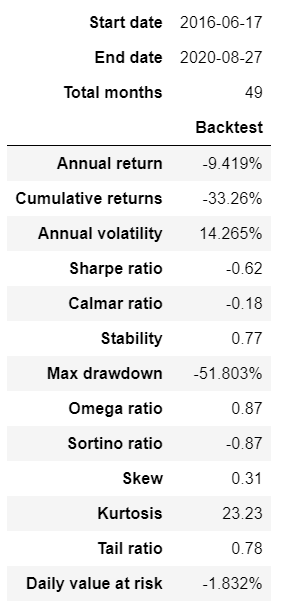 Start date 2016-06-17
End date 2020-08-27
Total months 49
Backtest
Annual return -9.419%
Cumulative returns -33.26%
Annual volatility 14.265%
Sharpe ratio -0.62
Calmar ratio -0.18
Stability 0.77
Max drawdown -51.803%
Omega ratio 0.87
Sortino ratio -0.87
Skew 0.31
Kurtosis 23.23
Tail ratio 0.78
Daily value at risk -1.832%